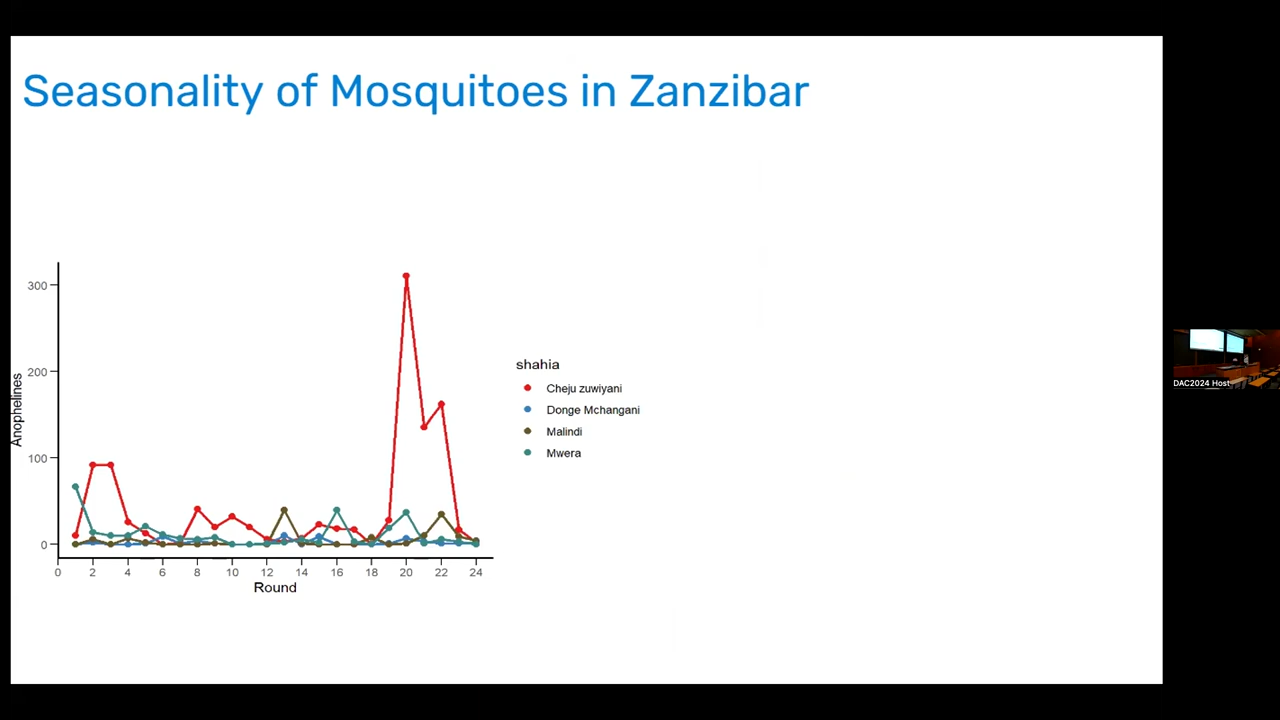 Seasonality of Mosquitoes in Zanzibar
300
200
100
0
Anophelines
0 2 4 6 8 10 12 14 16 18 20 22 24
Round
shahia
Cheju zuwiyani
Donge Mchangani
Malindi
Mwera
DAC2024 Host